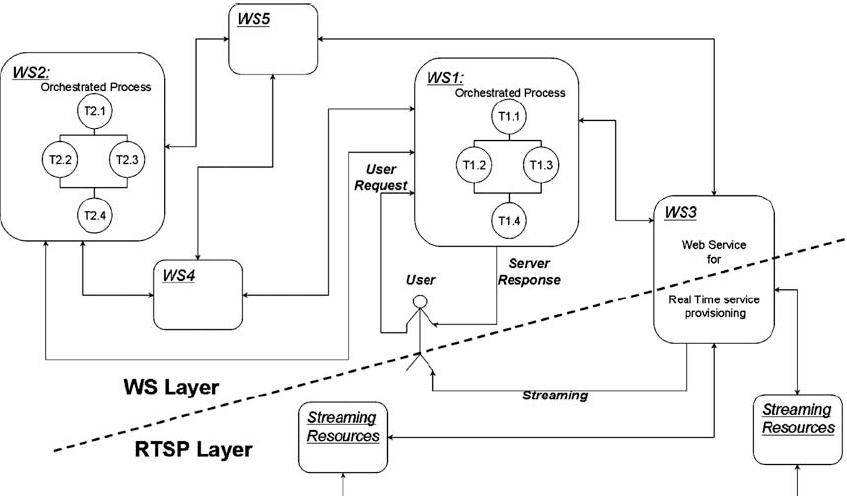 WS5
WS2:
Orchestrated Process
T2.1
T2.2
T2.3
T2.4
WS1:
Orchestrated Process
T1.1
T1.2
T1.3
T1.4
User
Request
WS4
User
Server
Response
WS3
Web Service
for
Real Time service
provisioning
WS Layer
RTSP Layer
Streaming
Streaming
Resources
Streaming
Resources